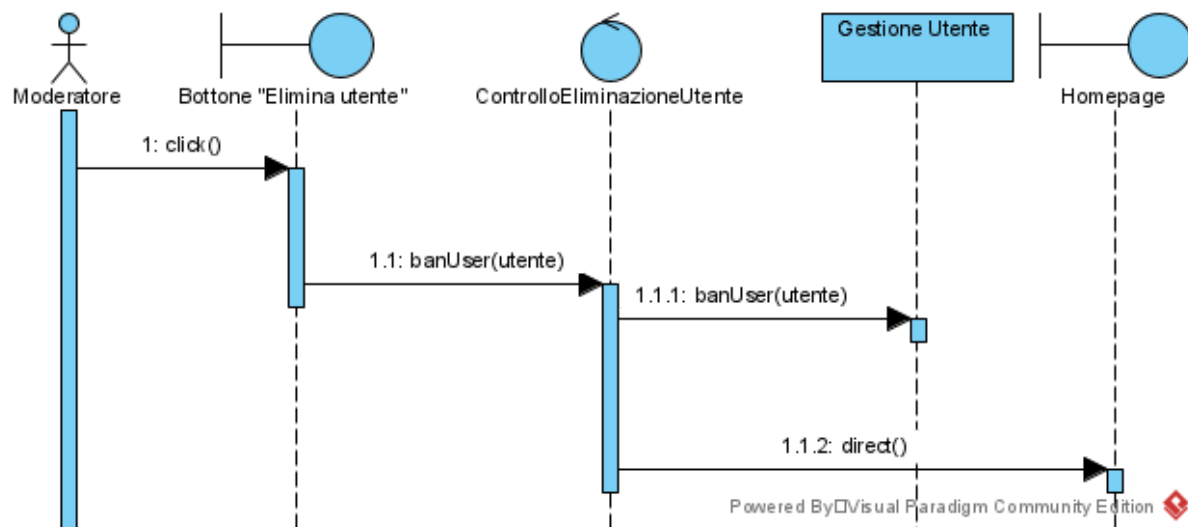 Gestione Utente
Moderatore
Bottone "Elimina utente"
ControlloEliminazioneUtente
Homepage
1: click()
1.1: banUser(utente)
1.1.1: banUser(utente)
1.1.2: direct()
Powered By□Visual Paradigm Community Edition